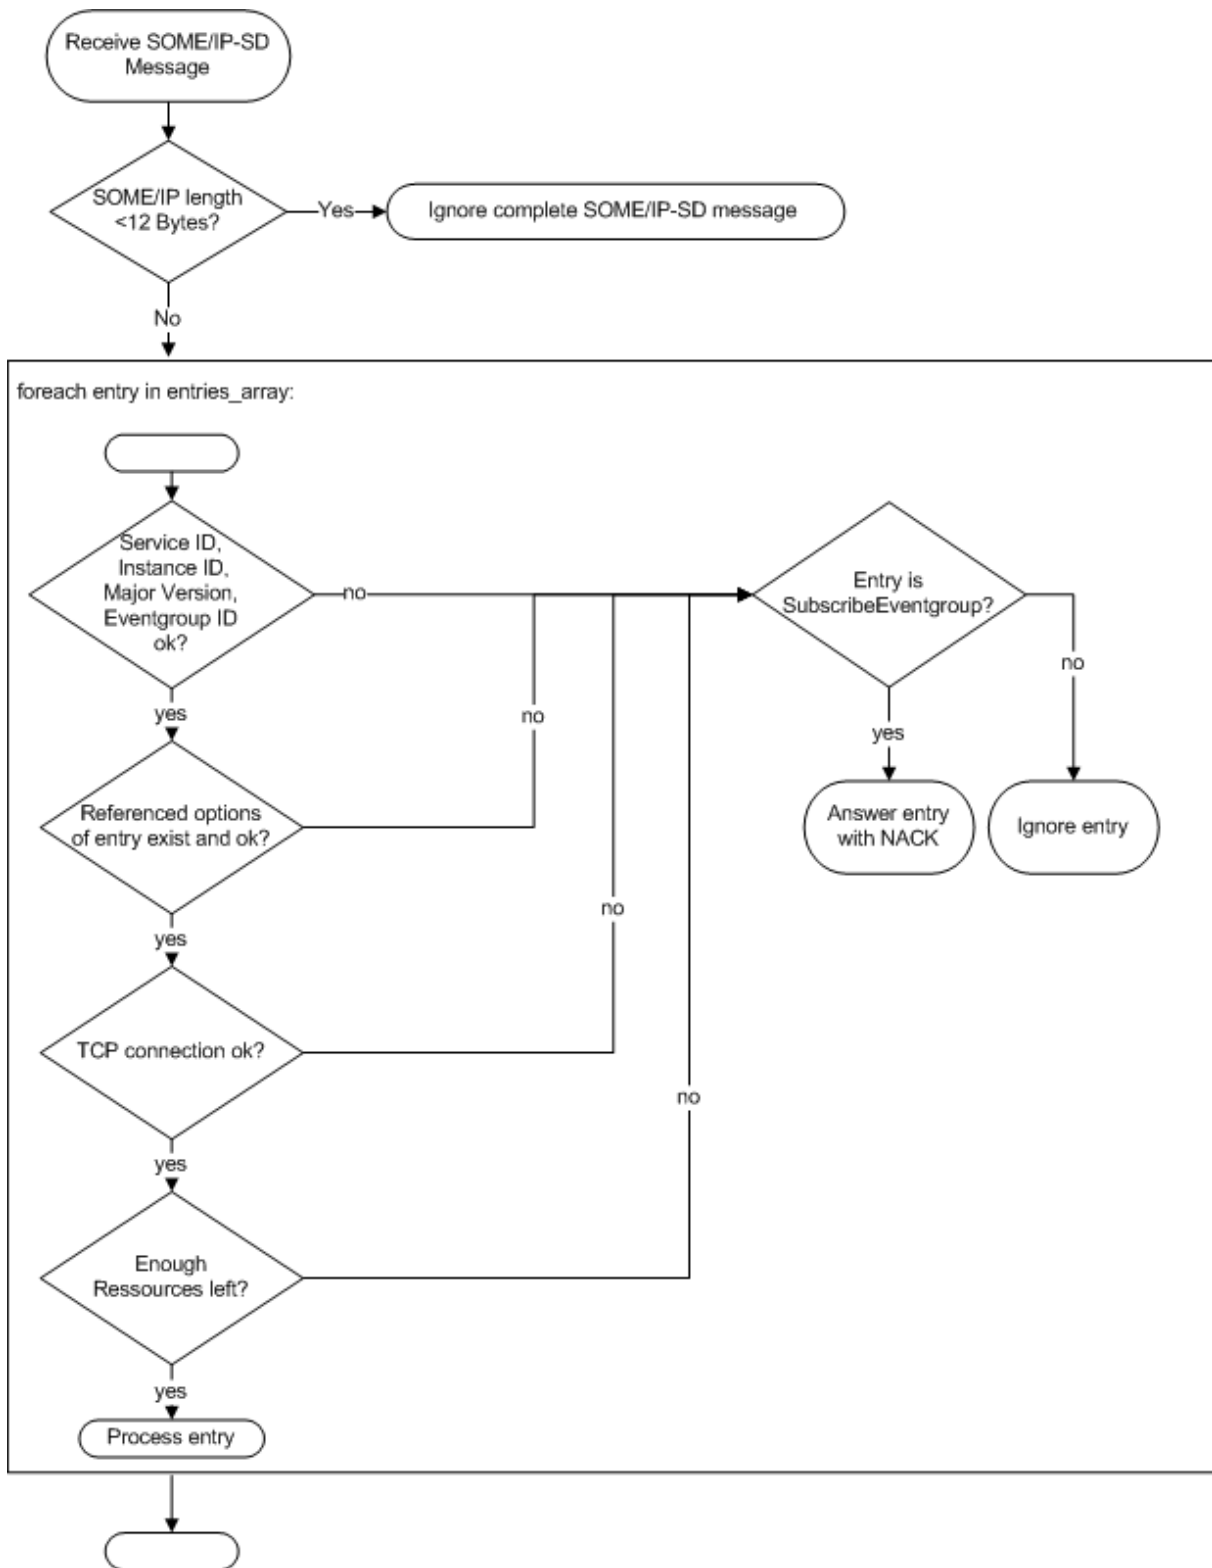 Receive SOME/IP-SD
Message
SOME/IP length
<12 Bytes?
Yes
Ignore complete SOME/IP-SD message
No
foreach entry in entries_array:
Service ID,
Instance ID,
Major Version,
Eventgroup ID
ok?
no
Entry is
SubscribeEventgroup?
no
yes
no
yes
Referenced options
of entry exist and ok?
Answer entry
with NACK
Ignore entry
no
yes
TCP connection ok?
no
yes
Enough
Ressources left?
yes
Process entry